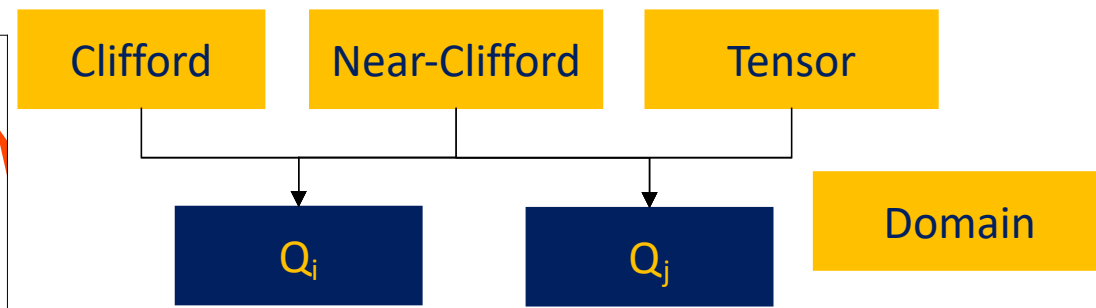 Clifford
Near-Clifford
Tensor
Domain
Qᵢ
Qⱼ